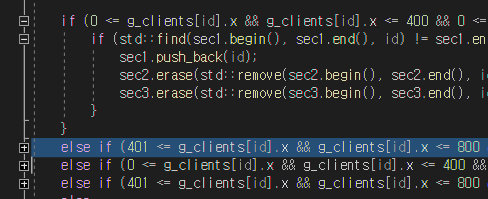 if (0 <= g_clients[id].x && g_clients[id].x <= 400 && 0 <=
if (std::find(sec1.begin(), sec1.end(), id) != sec1.en
sec1.push_back(id);
sec2.erase(std::remove(sec2.begin(), sec2.end(), i
sec3.erase(std::remove(sec3.begin(), sec3.end(), i
}
}
else if (401 <= g_clients[id].x && g_clients[id].x <= 800
else if (0 <= g_clients[id].x && g_clients[id].x <= 400 &&
else if (401 <= g_clients[id].x && g_clients[id].x <= 800